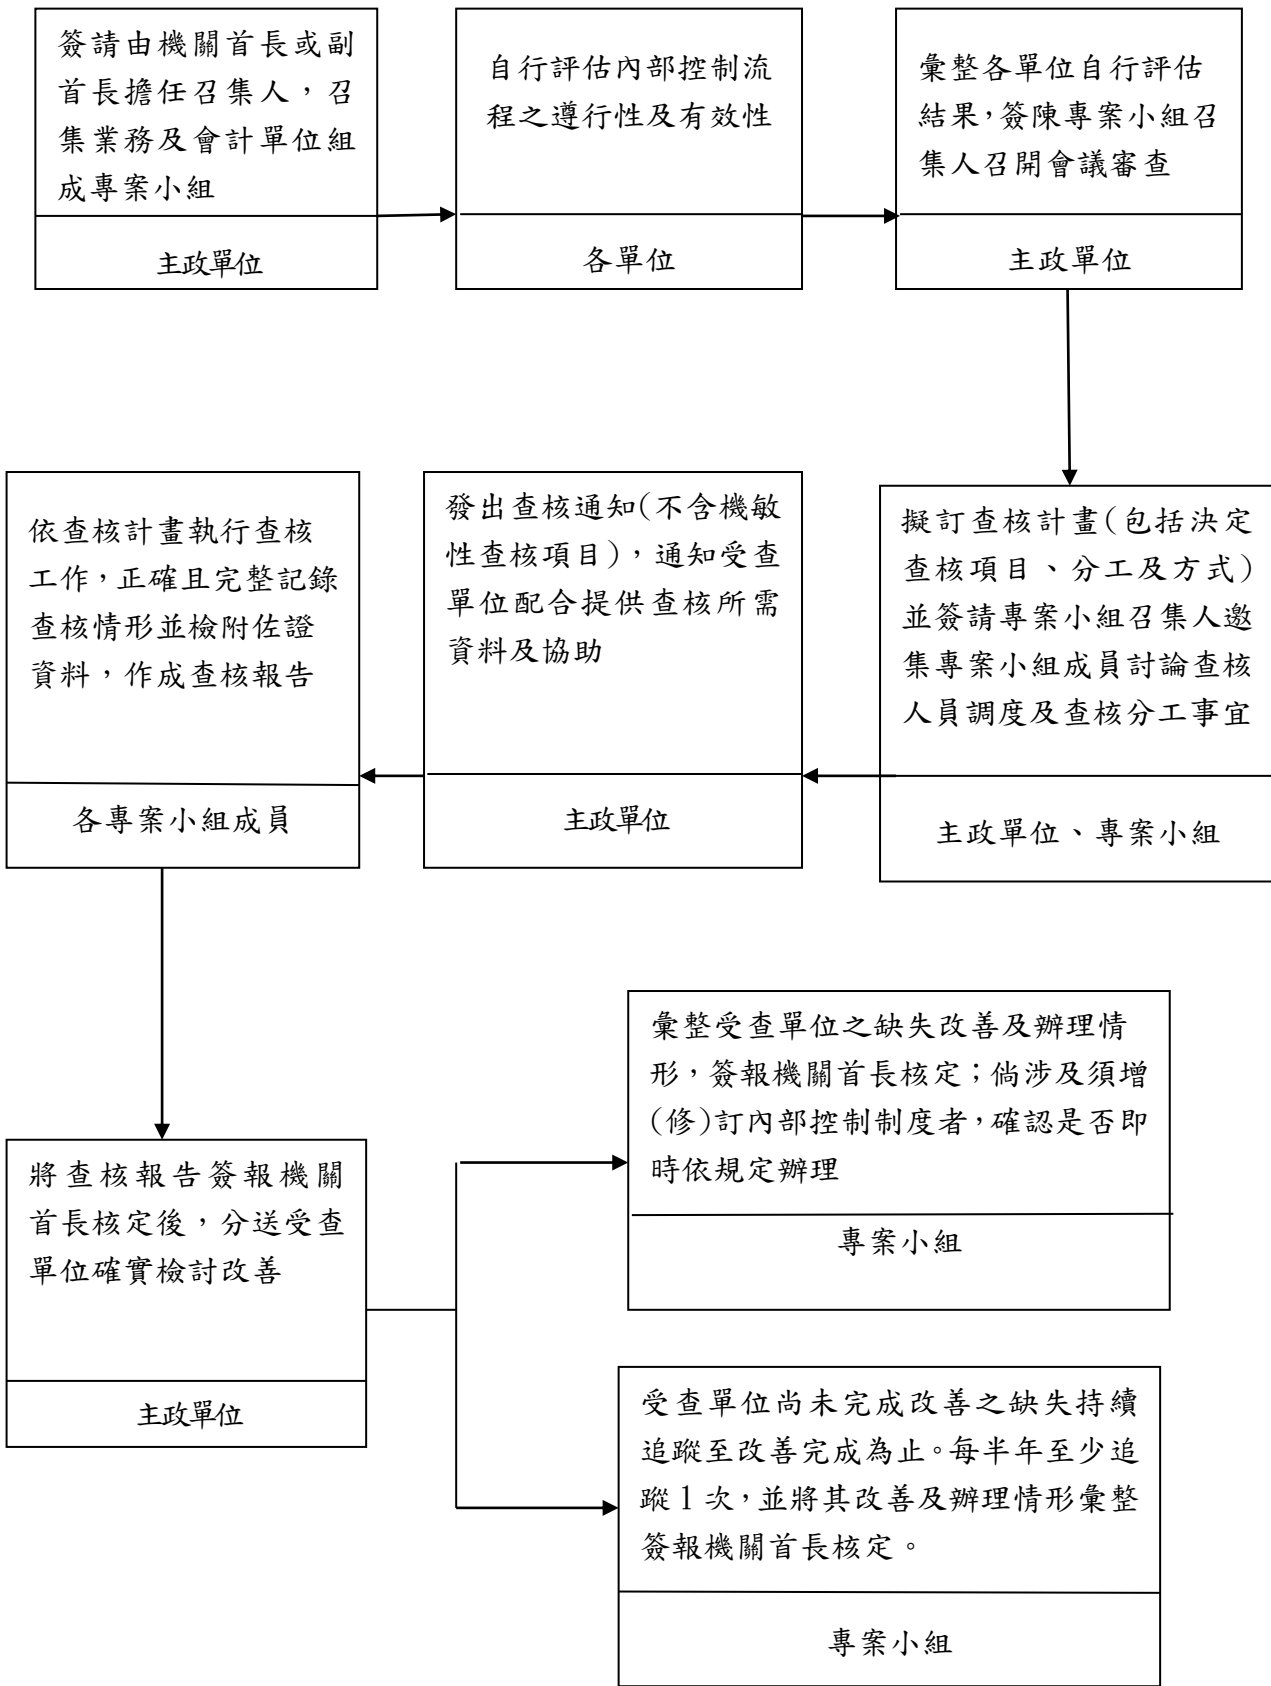 簽請由機關首長或副
首長擔任召集人，召
集業務及會計單位組
成專案小組
主政單位
自行評估內部控制流
程之遵行性及有效性
各單位
彙整各單位自行評估
結果，簽陳專案小組召
集人召開會議審查
主政單位
擬訂查核計畫(包括決定
查核項目、分工及方式)
並簽請專案小組召集人邀
集專案小組成員討論查核
人員調度及查核分工事宜
主政單位、專案小組
發出查核通知(不含機敏
性查核項目)，通知受查
單位配合提供查核所需
資料及協助
主政單位
依查核計畫執行查核
工作，正確且完整記錄
查核情形並檢附佐證
資料，作成查核報告
各專案小組成員
將查核報告簽報機關
首長核定後，分送受查
單位確實檢討改善
主政單位
彙整受查單位之缺失改善及辦理情
形，簽報機關首長核定；倘涉及須增
(修)訂內部控制制度者，確認是否即
時依規定辦理
專案小組
受查單位尚未完成改善之缺失持續
追蹤至改善完成為止。每半年至少追
蹤1次，並將其改善及辦理情形彙整
簽報機關首長核定。
專案小組